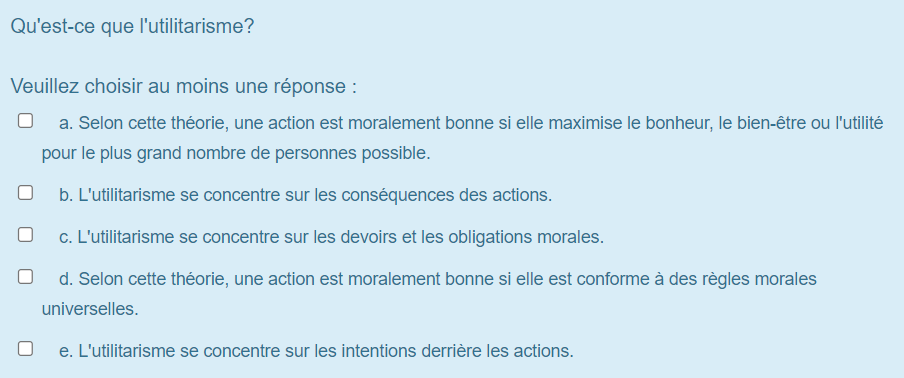 Qu'est-ce que l'utilitarisme?
Veuillez choisir au moins une réponse :
a. Selon cette théorie, une action est moralement bonne si elle maximise le bonheur, le bien-être ou l'utilité
pour le plus grand nombre de personnes possible.
b. L'utilitarisme se concentre sur les conséquences des actions.
c. L'utilitarisme se concentre sur les devoirs et les obligations morales.
d. Selon cette théorie, une action est moralement bonne si elle est conforme à des règles morales
universelles.
e. L'utilitarisme se concentre sur les intentions derrière les actions.